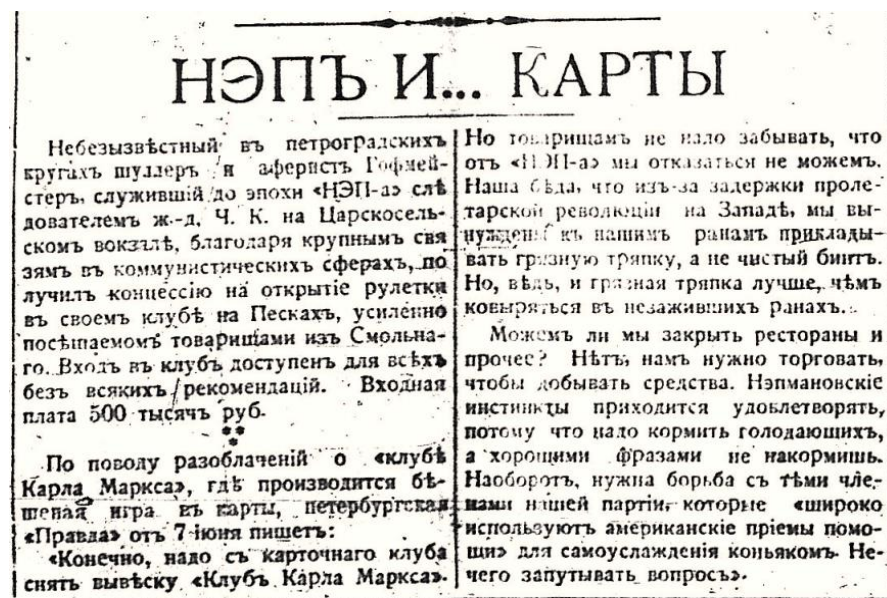 НЭПЪ И... КАРТЫ
Небезызвѣстный въ петроградскихъ
кругахъ шуллеръ и аферистъ Гофмей-
стеръ, служившій до эпохи «НЭП-а» слѣ
дователемъ ж.-д. Ч. К. на Царскосель-
скомъ вокзалѣ, благодаря крупнымъ свя
зямъ въ коммунистическихъ сферахъ, по
лучилъ концессію на открытіе рулетки
въ своемъ клубѣ на Пескахъ, усиленно
посѣщаемомъ товарищами изъ Смольна-
го. Входъ въ клубъ доступенъ для всѣхъ
безъ всякихъ рекомендацій. Входная
плата 500 тысячъ руб.
***
По поводу разоблаченій о «клубѣ
Карла Маркса», гдѣ производится бѣ-
шеная игра въ карты, петербургская
«Правда» отъ 7 іюня пишетъ:
«Конечно, надо съ карточнаго клуба
снять вывѣску «Клубъ Карла Маркса».
Но товарищамъ не надо забывать, что
отъ «НЭП-а» мы отказаться не можемъ.
Наша бѣда, что изъ-за задержки проле-
тарской революціи на Западѣ, мы вы-
нуждены къ нашимъ ранамъ приклады-
вать грязную тряпку, а не чистый бинтъ.
Но, вѣдь, и грязная тряпка лучше, чѣмъ
ковыряться въ незажившихъ ранахъ...
Можемъ ли мы закрыть рестораны и
прочее? Нѣтъ, намъ нужно торговать,
чтобы добывать средства. Нэпмановскіе
инстинкты приходится удовлетворять,
потому что надо кормить голодающихъ,
а хорошими фразами не накормишь.
Наоборотъ, нужна борьба съ тѣми чле-
нами нашей партіи, которые «широко
используютъ американскіе пріемы помо-
щи» для самоуслажденія коньякомъ. Не-
чего запутывать вопросъ».